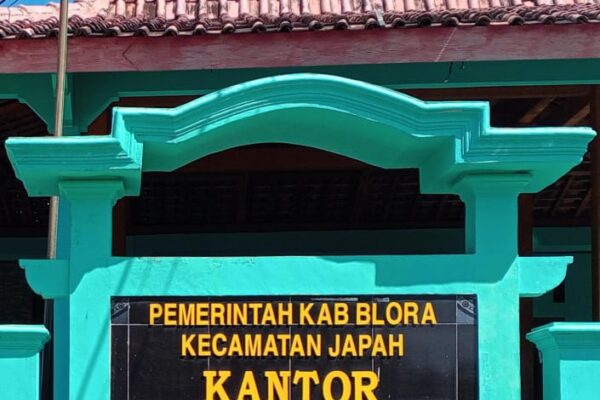 PEMERINTAH KAB BLORA
KECAMATAN JAPAH
KANTOR